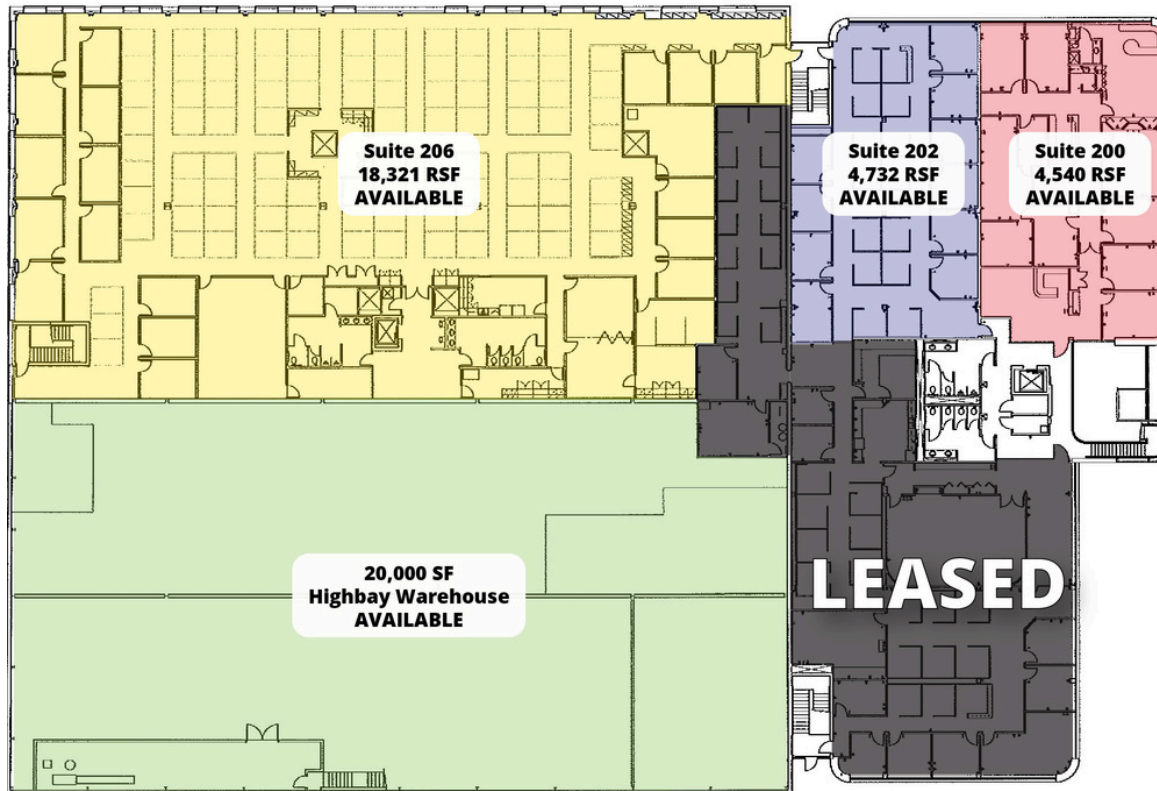 Suite 206
18,321 RSF
AVAILABLE
Suite 202
4,732 RSF
AVAILABLE
Suite 200
4,540 RSF
AVAILABLE
20,000 SF
Highbay Warehouse
AVAILABLE
LEASED